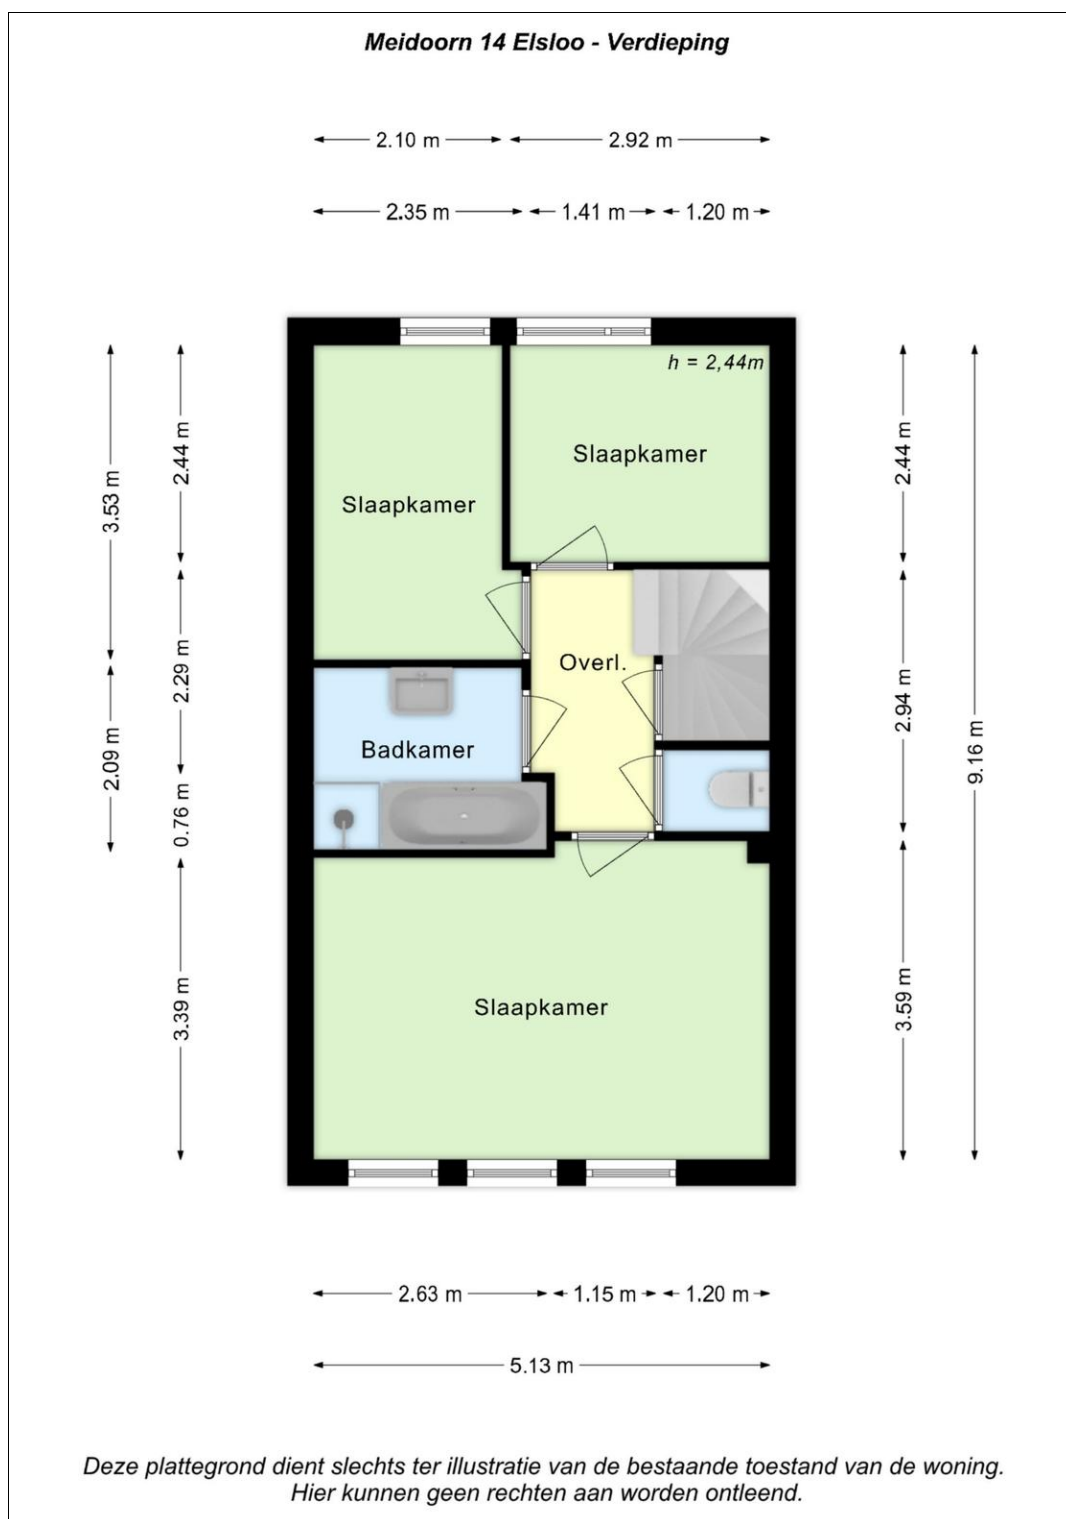 Meidoorn 14 Elsloo - Verdieping
2.10 m 2.92 m
2.35 m 1.41 m 1.20 m
h = 2,44m
Slaapkamer
Slaapkamer
Overl.
Badkamer
Slaapkamer
3.53 m
2.09 m
2.44 m
2.29 m
0.76 m
3.39 m
2.44 m
2.94 m
3.59 m
9.16 m
2.63 m 1.15 m 1.20 m
5.13 m
Deze plattegrond dient slechts ter illustratie van de bestaande toestand van de woning.
Hier kunnen geen rechten aan worden ontleend.